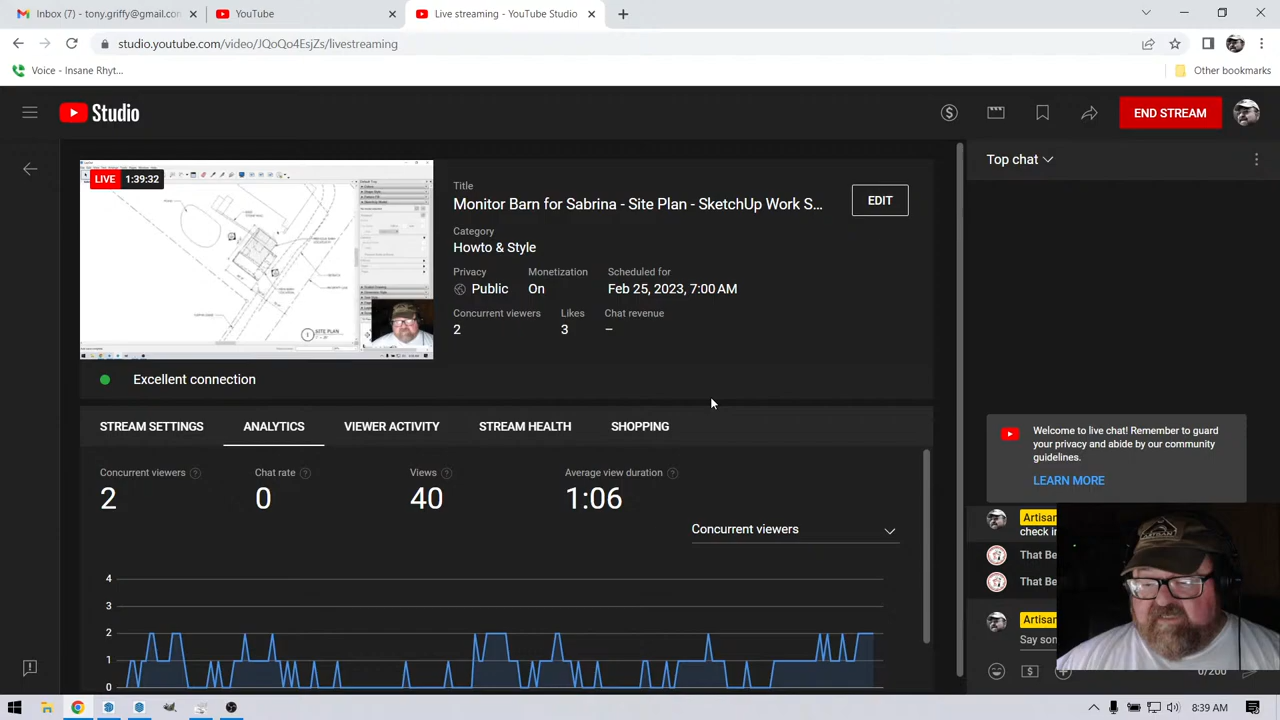 Inbox (7) - tony.griffy@gmail.com
YouTube
Live streaming - YouTube Studio
studio.youtube.com/video/JQoQo4EsjZs/livestreaming
Voice - Insane Rhyt...
Other bookmarks
Studio
END STREAM
LIVE 1:39:32
SITE PLAN
Title
Monitor Barn for Sabrina - Site Plan - SketchUp Work S...
EDIT
Category
Howto & Style
Privacy Monetization Scheduled for
Public On Feb 25, 2023, 7:00 AM
Concurrent viewers Likes Chat revenue
2 3 –
Excellent connection
STREAM SETTINGS ANALYTICS VIEWER ACTIVITY STREAM HEALTH SHOPPING
Concurrent viewers Chat rate Views Average view duration
2 0 40 1:06
Concurrent viewers
4
3
2
1
0
Top chat
Welcome to live chat! Remember to guard
your privacy and abide by our community
guidelines.
LEARN MORE
Artisan
check in
That Be
That Be
Artisan
Say son
0/200
ARTISAN
8:39 AM